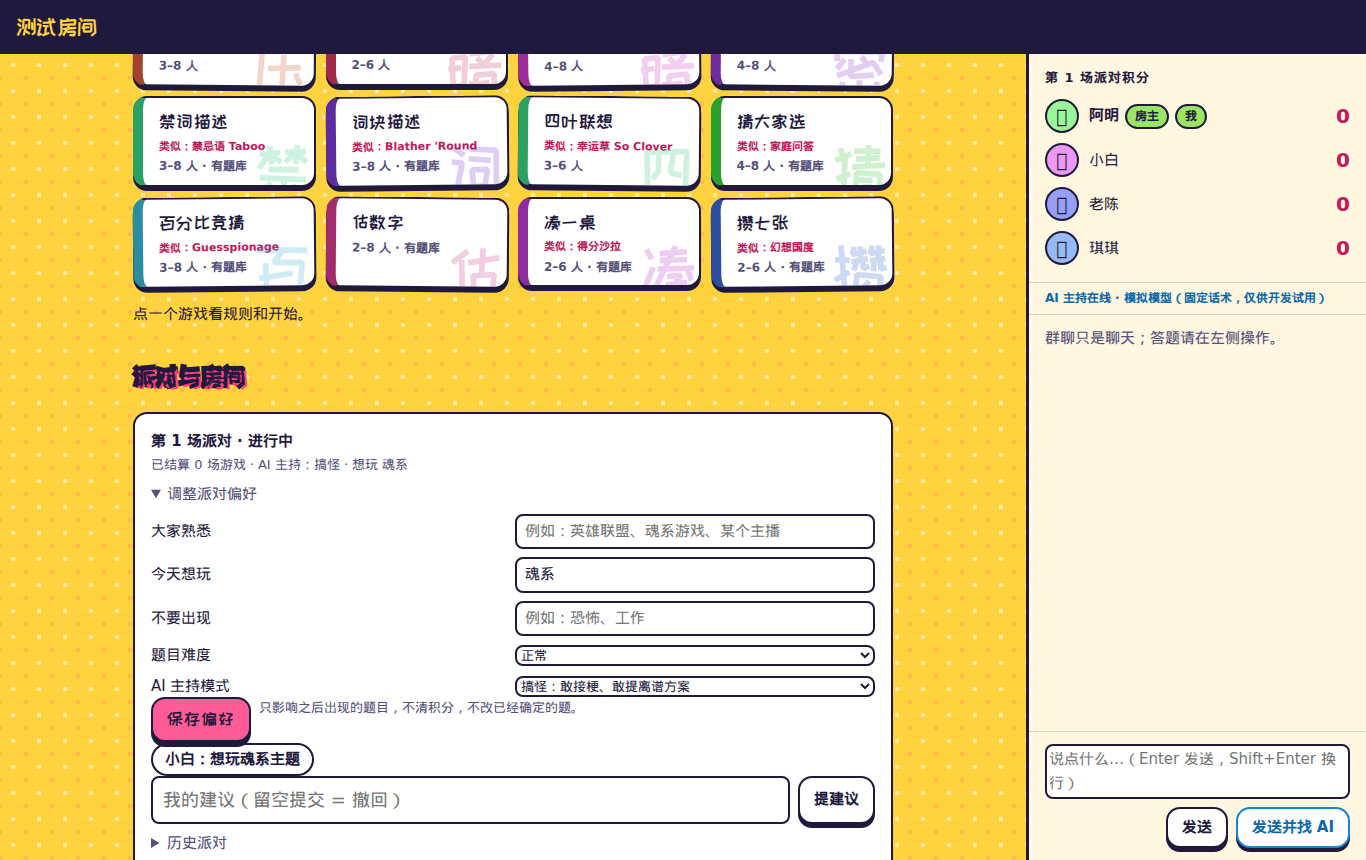 测试房间
3–8 人
2–6 人
4–8 人
4–8 人
禁词描述
类似：禁忌语 Taboo
3–8 人 · 有题库
禁
词块描述
类似：Blather 'Round
3–8 人 · 有题库
词
四叶联想
类似：幸运草 So Clover
3–6 人
四
猜大家选
类似：家庭问答
4–8 人 · 有题库
猜
百分比竞猜
类似：Guesspionage
3–8 人 · 有题库
百
估数字
2–8 人 · 有题库
估
凑一桌
类似：得分沙拉
2–6 人 · 有题库
凑
攒七张
类似：幻想国度
2–6 人 · 有题库
攒
点一个游戏看规则和开始。
派对与房间
第 1 场派对 · 进行中
已结算 0 场游戏 · AI 主持：搞怪 · 想玩 魂系
▼ 调整派对偏好
大家熟悉
例如：英雄联盟、魂系游戏、某个主播
今天想玩
魂系
不要出现
例如：恐怖、工作
题目难度
正常
AI 主持模式
搞怪：敢接梗、敢提离谱方案
保存偏好
只影响之后出现的题目，不清积分，不改已经确定的题。
小白：想玩魂系主题
我的建议（留空提交 = 撤回）
提建议
▶ 历史派对
第 1 场派对积分
阿明 房主 我 0
小白 0
老陈 0
琪琪 0
AI 主持在线 · 模拟模型（固定话术，仅供开发试用）
群聊只是聊天；答题请在左侧操作。
说点什么…（Enter 发送，Shift+Enter 换
行）
发送
发送并找 AI